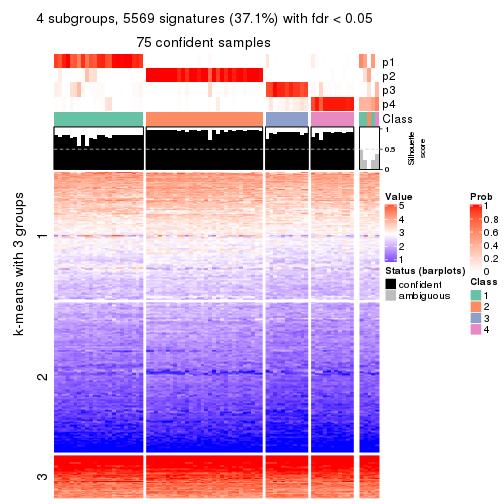 4 subgroups, 5569 signatures (37.1%) with fdr < 0.05
75 confident samples
p1
p2
p3
p4
Class
1
0.5
0
Silhouette
score
k-means with 3 groups
1
2
3
Value
5
4
3
2
1
Status (barplots)
confident
ambiguous
Prob
1
0.8
0.6
0.4
0.2
0
Class
1
2
3
4